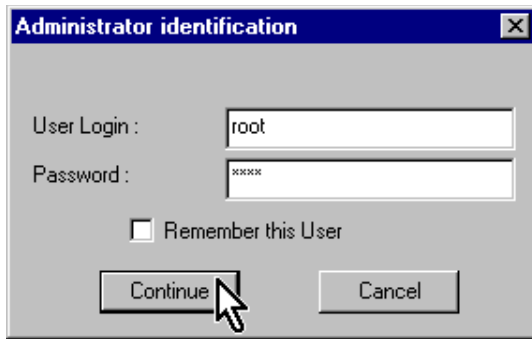 Administrator identification
User Login : root
Password : ****
Remember this User
Continue Cancel